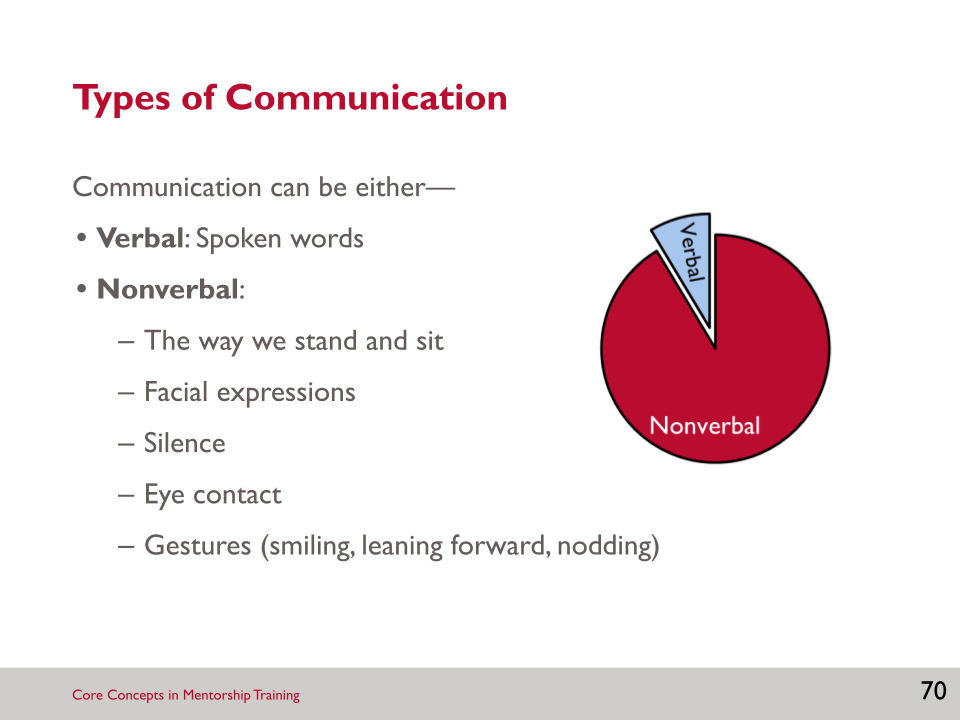 Types of Communication
Communication can be either—
• Verbal: Spoken words
• Nonverbal:
– The way we stand and sit
– Facial expressions
– Silence
– Eye contact
– Gestures (smiling, leaning forward, nodding)
Verbal
Nonverbal
Core Concepts in Mentorship Training
70